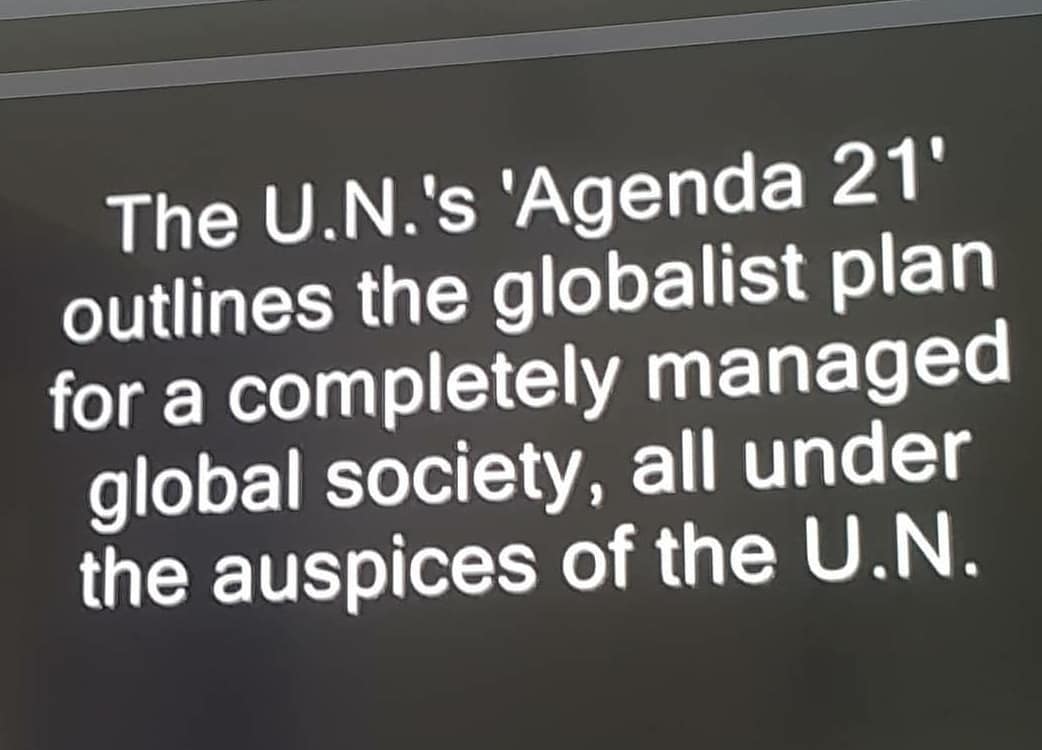 The U.N.'s 'Agenda 21'
outlines the globalist plan
for a completely managed
global society, all under
the auspices of the U.N.